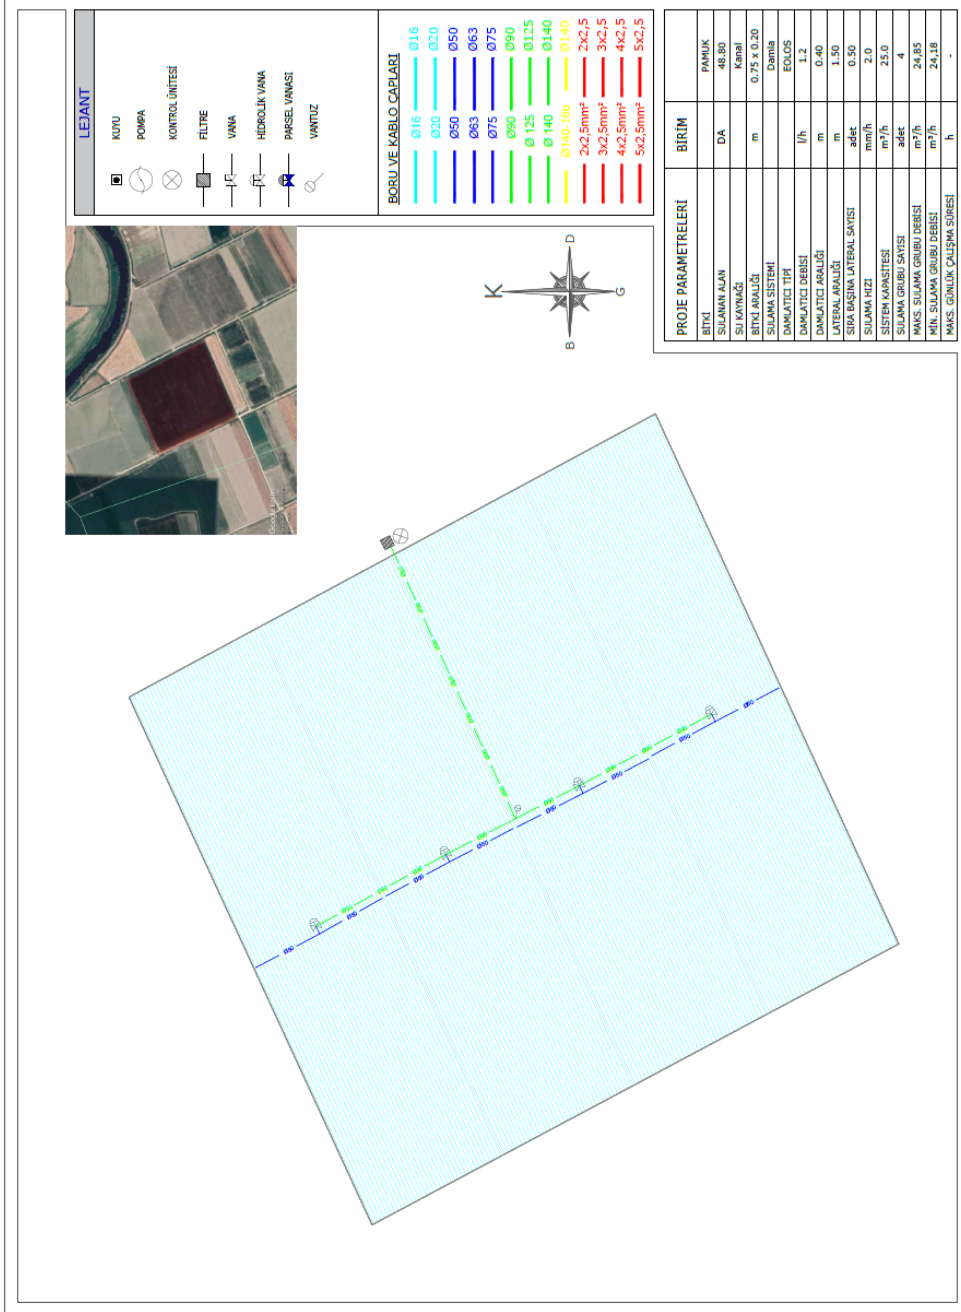 LEJANT
KUYU
POMPA
KONTROL ÜNİTESİ
FİLTRE
VANA
HİDROLİK VANA
PARSEL VANASI
VANTUZ
BORU VE KABLO ÇAPLARI
Ø16 Ø16
Ø20 Ø20
Ø50 Ø50
Ø63 Ø63
Ø75 Ø75
Ø90 Ø90
Ø 125 Ø125
Ø 140 Ø140
Ø140-16b Ø140
2x2,5mm² 2x2,5
3x2,5mm² 3x2,5
4x2,5mm² 4x2,5
5x2,5mm² 5x2,5
PROJE PARAMETRELERİ BİRİM
BİTKİ PAMUK
SULANAN ALAN DA 48.80
SU KAYNAĞI Kanal
BİTKİ ARALIĞI m 0.75 x 0.20
SULAMA SİSTEMİ Damla
DAMLATICI TİPİ EOLOS
DAMLATICI DEBİSİ l/h 1.2
DAMLATICI ARALIĞI m 0.40
LATERAL ARALIĞI m 1.50
SIRA BAŞINA LATERAL SAYISI adet 0.50
SULAMA HIZI mm/h 2.0
SİSTEM KAPASİTESİ m³/h 25.0
SULAMA GRUBU SAYISI adet 4
MAKS. SULAMA GRUBU DEBİSİ m³/h 24,85
MİN. SULAMA GRUBU DEBİSİ m³/h 24,18
MAKS. GÜNLÜK ÇALIŞMA SÜRESİ h -
K
B
D
G
Google Earth